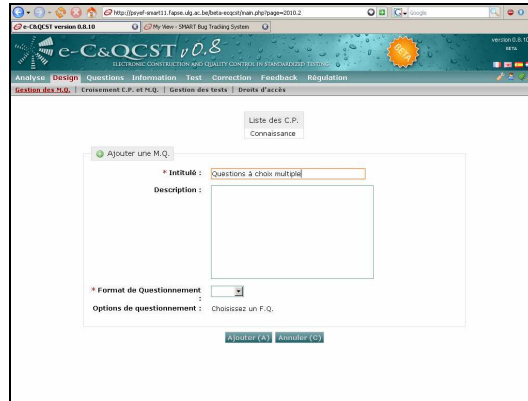 http://psyef-smart11.fapse.ulg.ac.be/beta-ecqcst/main.php?page=2010.2
Google
e-C&QCST version 0.8.10
My View - SMART Bug Tracking System
e-C&QCST v0.8
ELECTRONIC CONSTRUCTION AND QUALITY CONTROL IN STANDARDIZED TESTING
BETA
version 0.8.10
BETA
Analyse Design Questions Information Test Correction Feedback Régulation
Gestion des M.Q. | Croisement C.P. et M.Q. | Gestion des tests | Droits d'accès
Liste des C.P.
Connaissance
Ajouter une M.Q.
* Intitulé : Questions à choix multiple
Description :
* Format de Questionnement
:
Options de questionnement : Choisissez un F.Q.
Ajouter (A) Annuler (C)